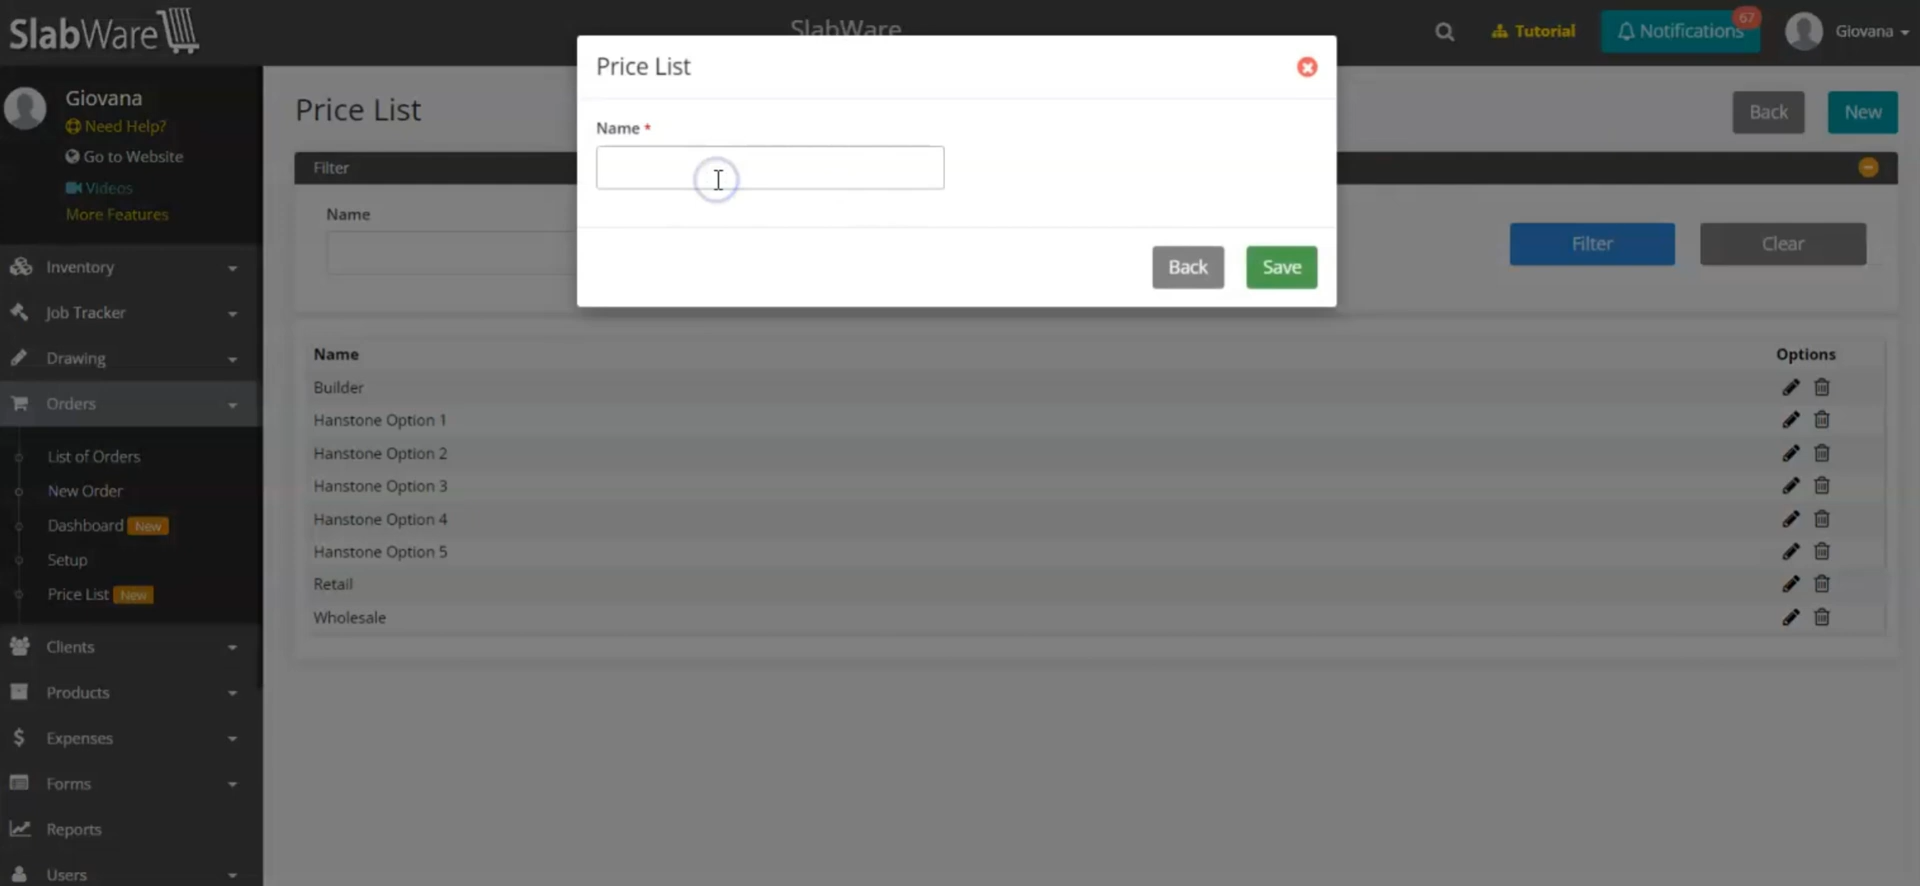 SlabWare
SlabWare
Tutorial
Notifications
67
Giovana
Giovana
Need Help?
Go to Website
Videos
More Features
Inventory
Job Tracker
Drawing
Orders
List of Orders
New Order
Dashboard New
Setup
Price List New
Clients
Products
Expenses
Forms
Reports
Users
Price List
Back
New
Filter
Name
Filter
Clear
Price List
Name *
Back
Save
Name Options
Builder
Hanstone Option 1
Hanstone Option 2
Hanstone Option 3
Hanstone Option 4
Hanstone Option 5
Retail
Wholesale